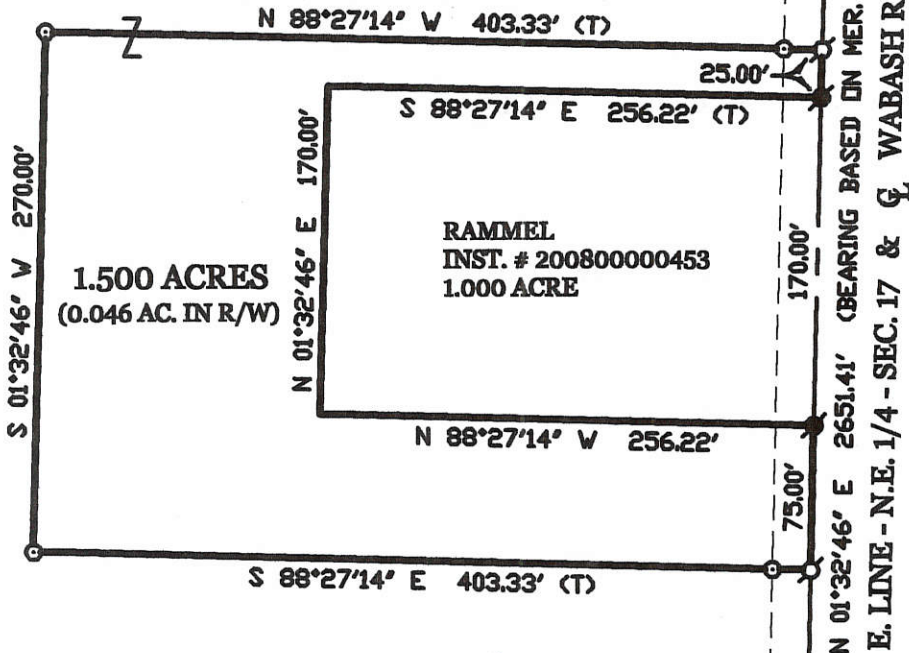 N 88°27'14" W 403.33' (T)
25.00'
S 88°27'14" E 256.22' (T)
S 01°32'46" W 270.00'
N 01°32'46" E 170.00'
RAMMEL
INST. # 200800000453
1.000 ACRE
1.500 ACRES
(0.046 AC. IN R/W)
170.00'
N 88°27'14" W 256.22'
75.00'
S 88°27'14" E 403.33' (T)
N 01°32'46" E 2651.41' (BEARING BASED ON MER.
E. LINE - N.E. 1/4 - SEC. 17 & ℄ WABASH R